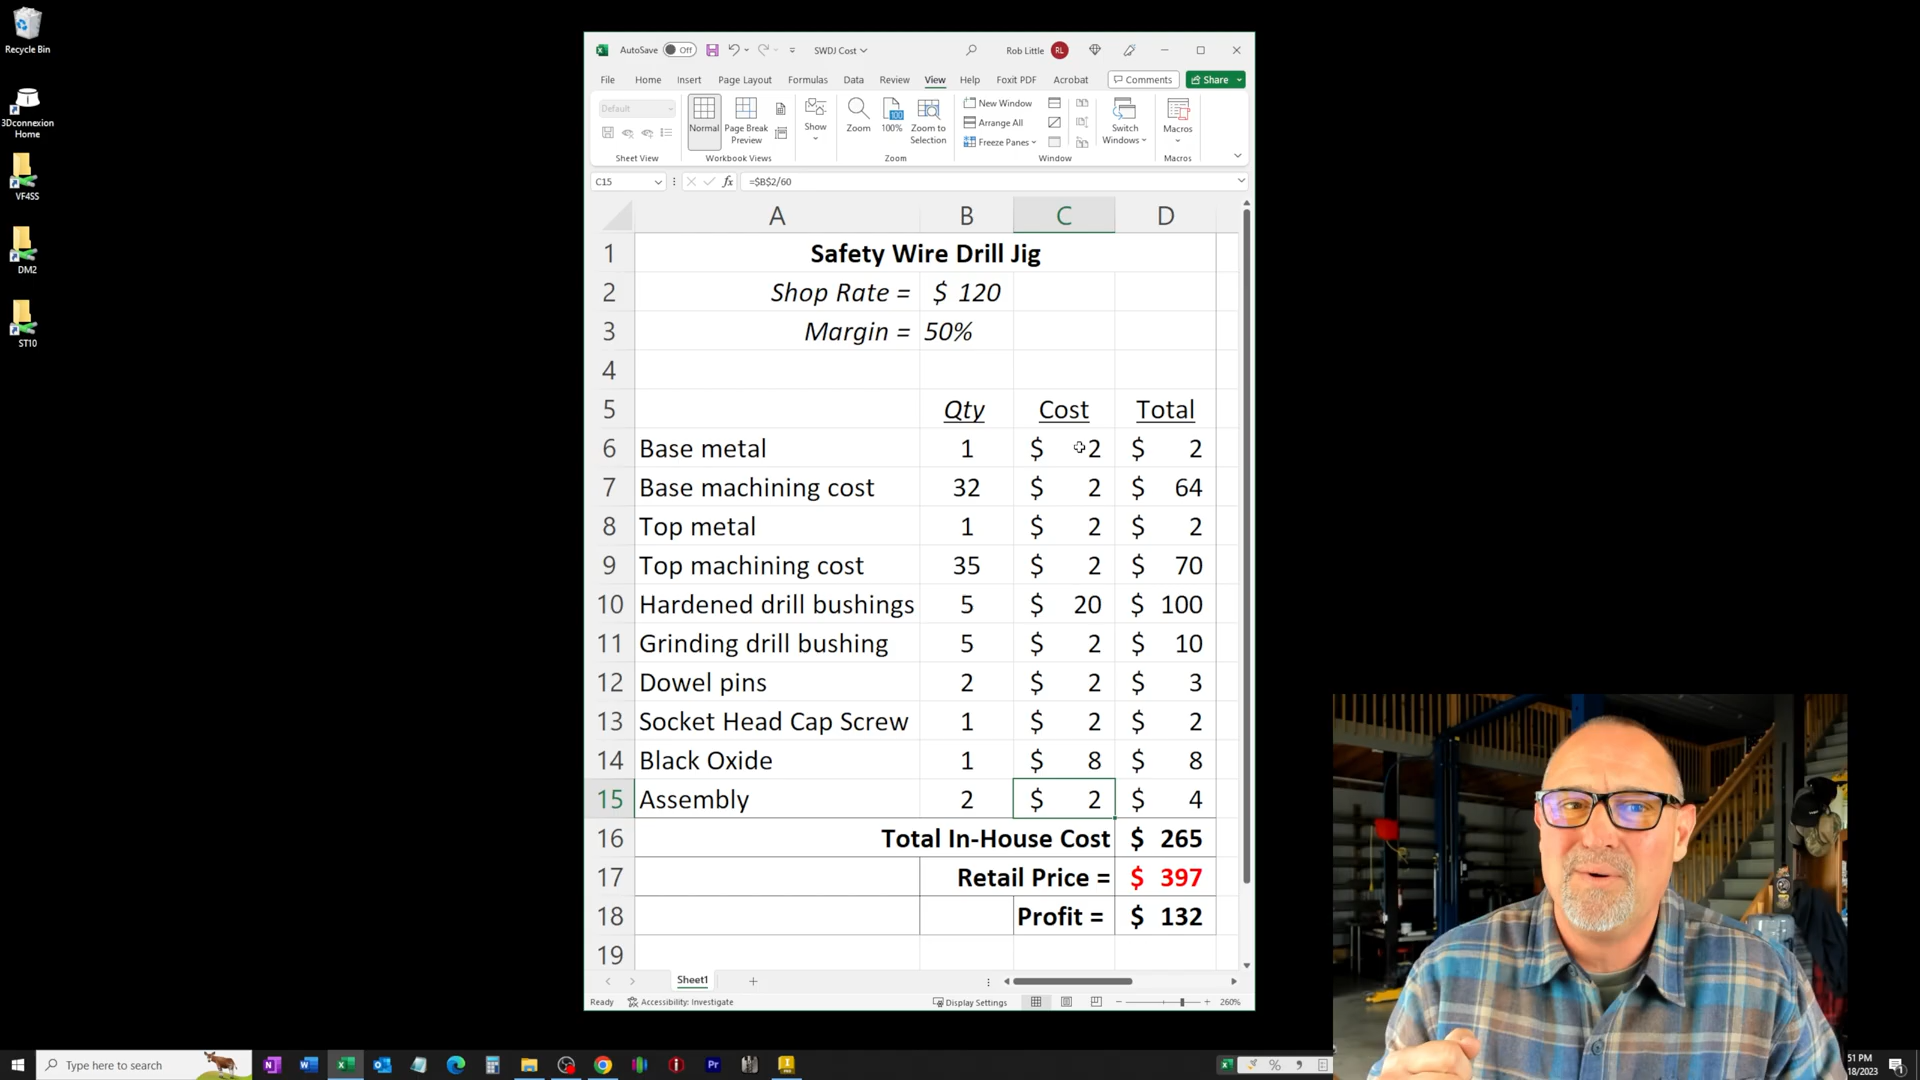 Recycle Bin
3Dconnexion
Home
VF4SS
DM2
ST10
AutoSave Off SWDJ Cost Rob Little RL
File Home Insert Page Layout Formulas Data Review View Help Foxit PDF Acrobat Comments Share
Default
Normal Page Break Preview Show Zoom 100% Zoom to Selection New Window Arrange All Freeze Panes Switch Windows Macros
Sheet View Workbook Views Zoom Window Macros
C15 fx =$B$2/60
A B C D
1 Safety Wire Drill Jig
2 Shop Rate = $ 120
3 Margin = 50%
4
5 Qty Cost Total
6 Base metal 1 $ 2 $ 2
7 Base machining cost 32 $ 2 $ 64
8 Top metal 1 $ 2 $ 2
9 Top machining cost 35 $ 2 $ 70
10 Hardened drill bushings 5 $ 20 $ 100
11 Grinding drill bushing 5 $ 2 $ 10
12 Dowel pins 2 $ 2 $ 3
13 Socket Head Cap Screw 1 $ 2 $ 2
14 Black Oxide 1 $ 8 $ 8
15 Assembly 2 $ 2 $ 4
16 Total In-House Cost $ 265
17 Retail Price = $ 397
18 Profit = $ 132
19
Sheet1
Ready Accessibility: Investigate Display Settings 260%
Type here to search
51 PM
18/2023